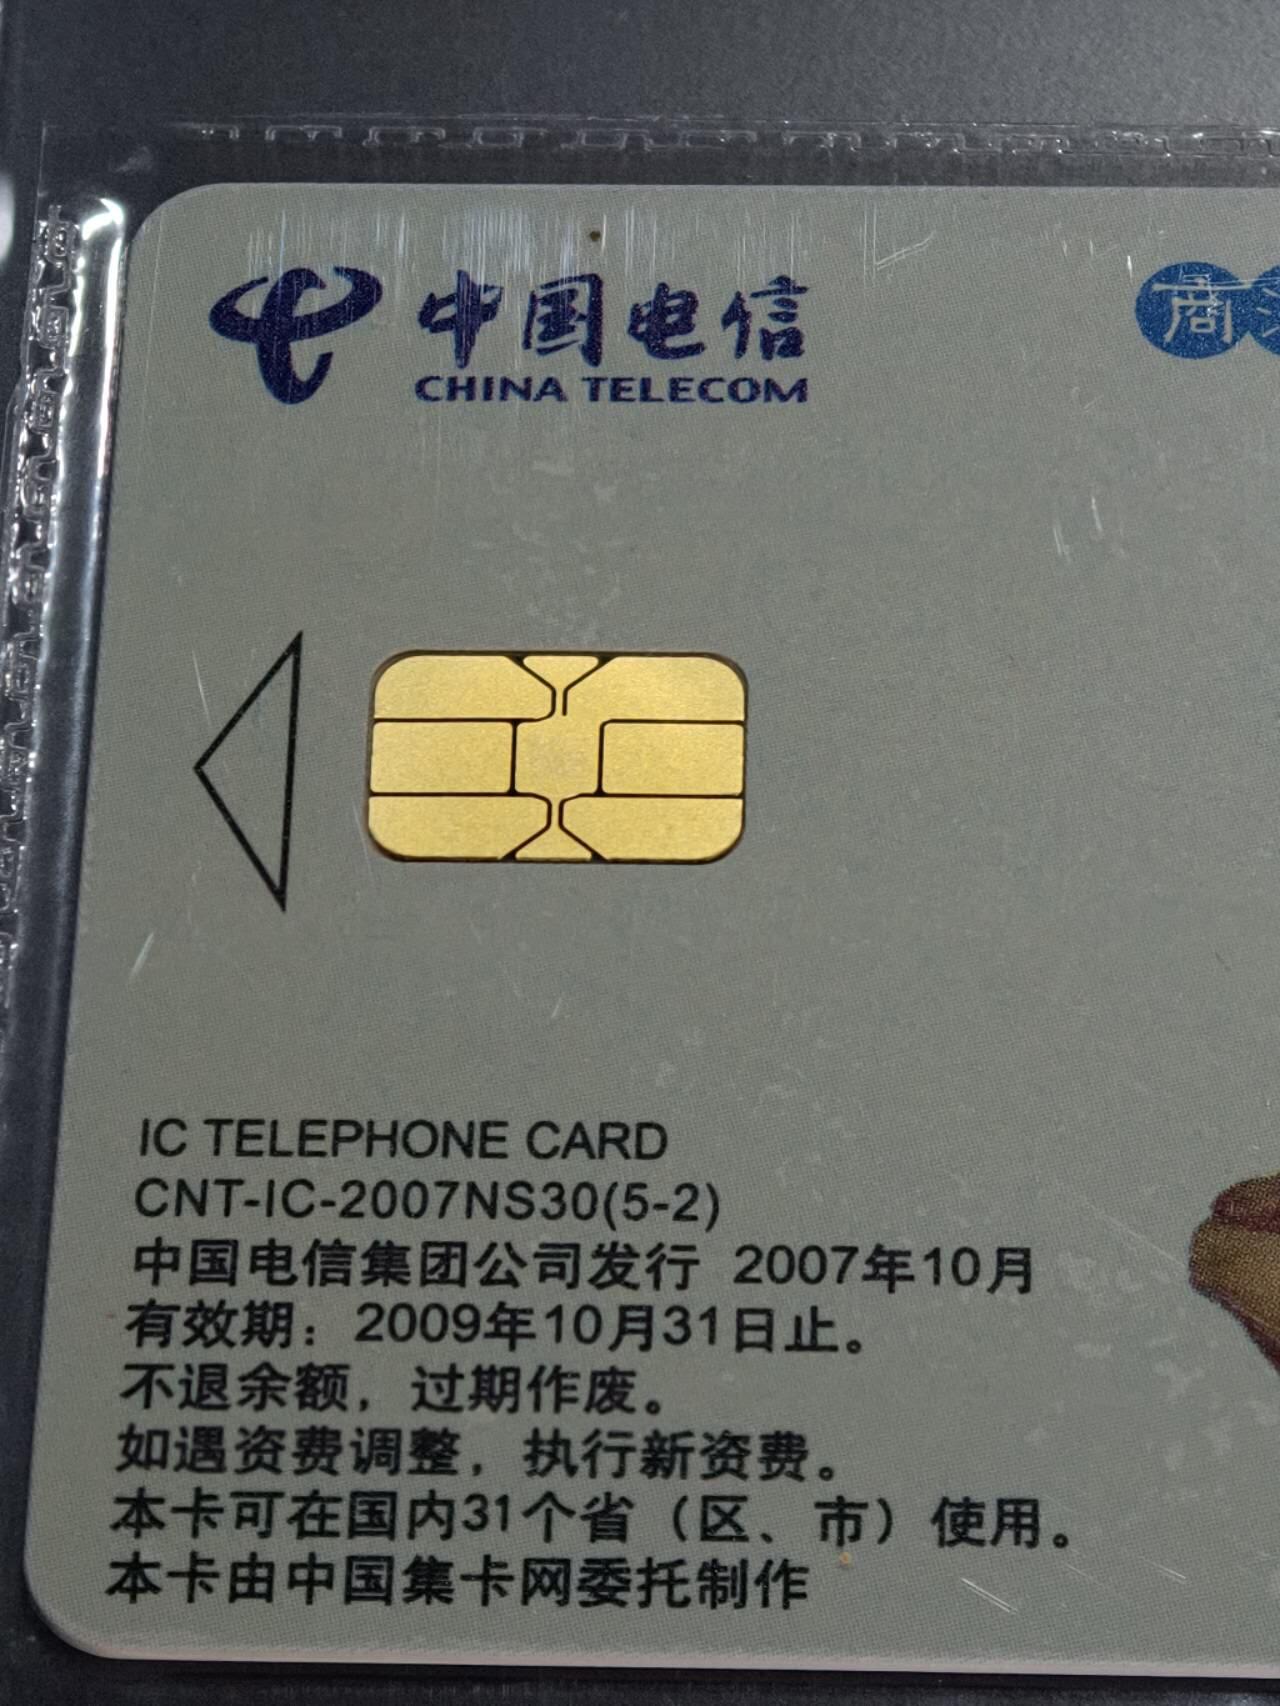 中国电信
CHINA TELECOM
商
IC TELEPHONE CARD
CNT-IC-2007NS30(5-2)
中国电信集团公司发行 2007年10月
有效期：2009年10月31日止。
不退余额，过期作废。
如遇资费调整，执行新资费。
本卡可在国内31个省（区、市）使用。
本卡由中国集卡网委托制作